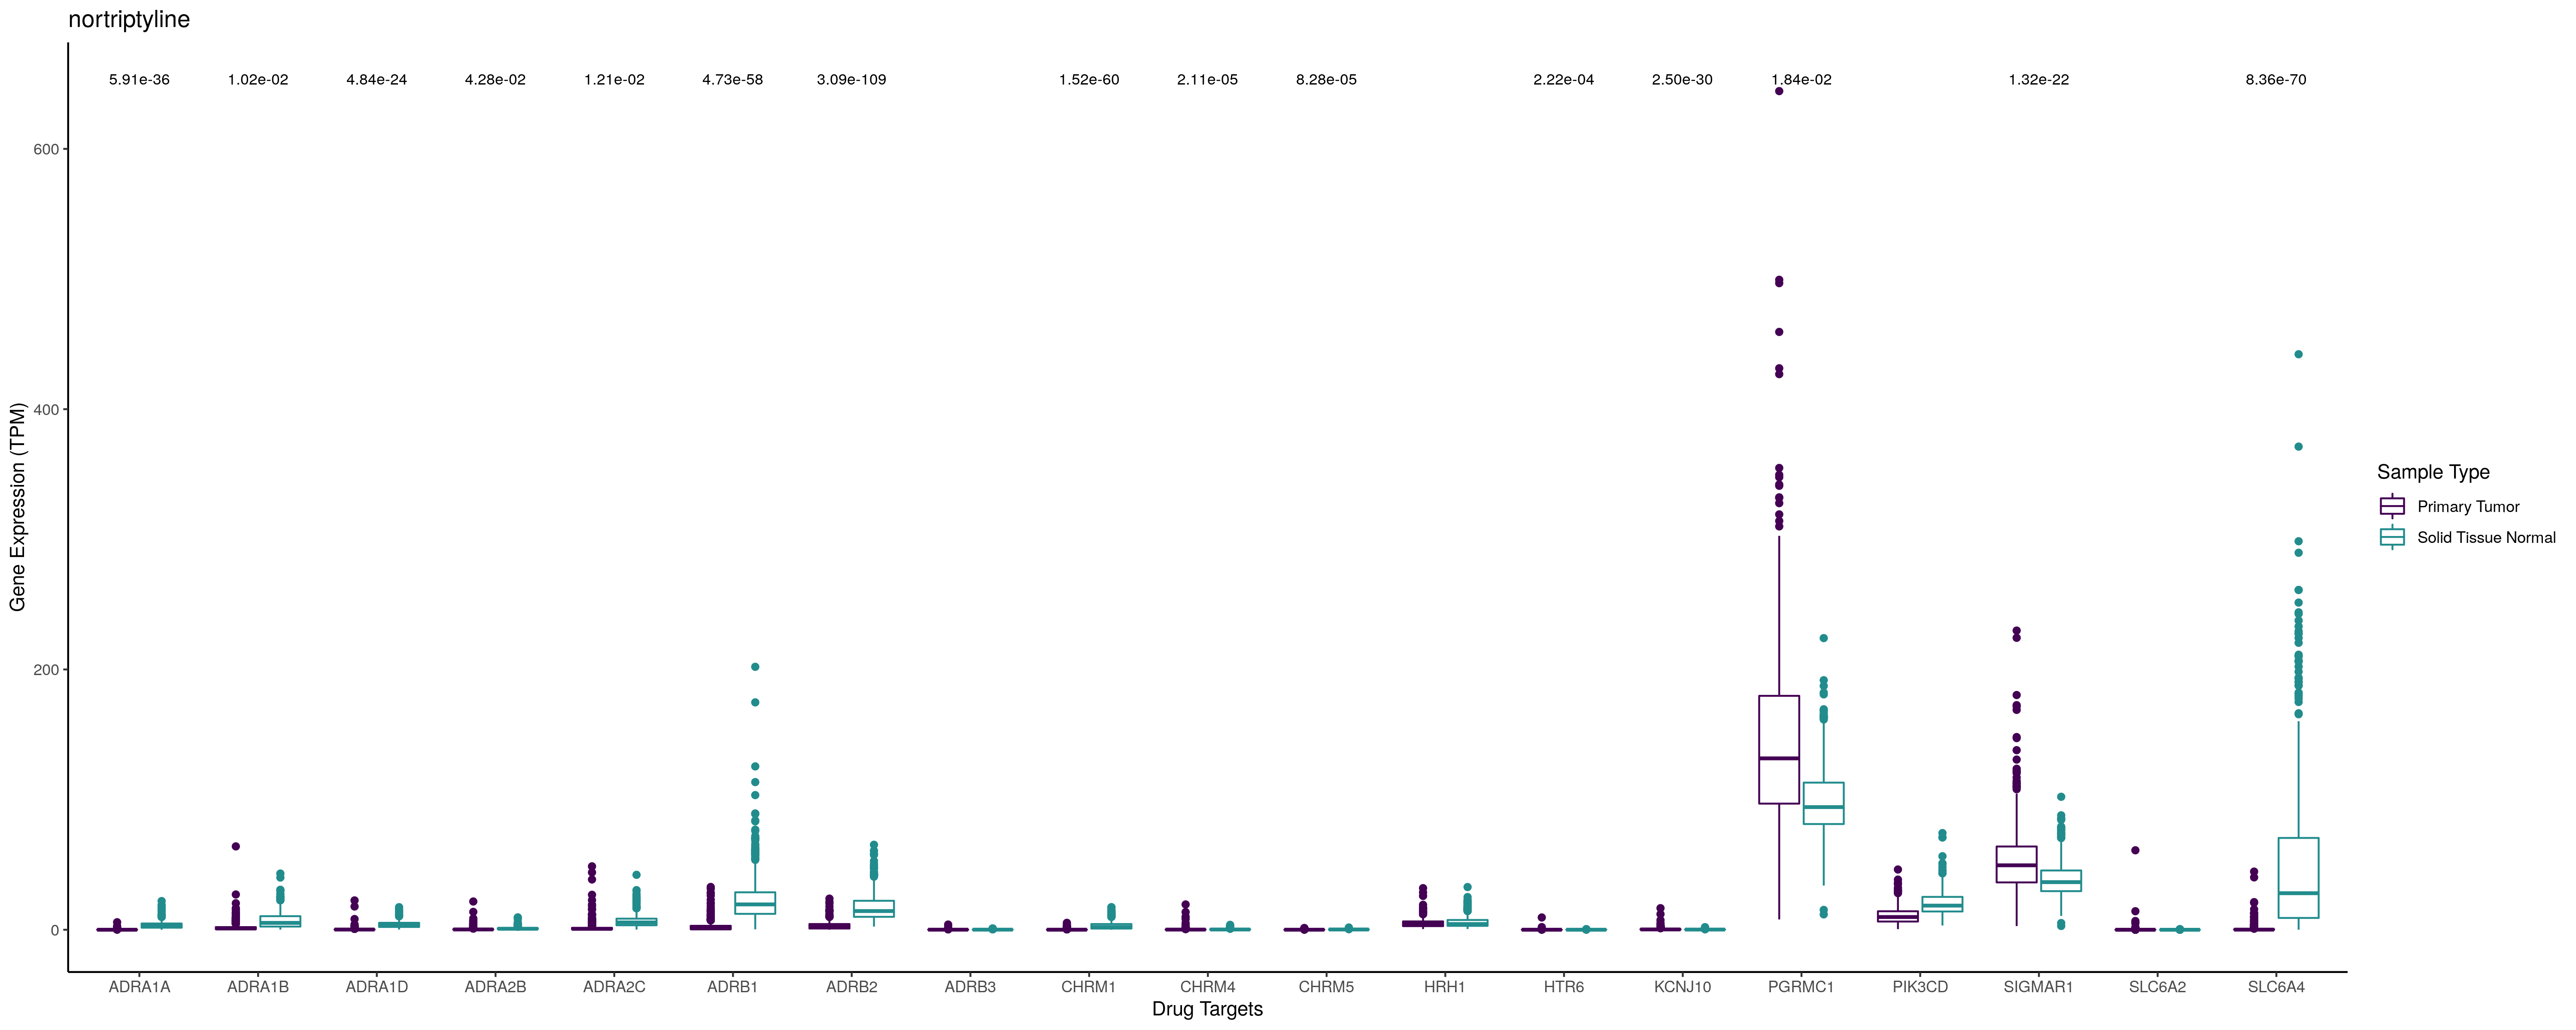 nortriptyline
5.91e-36 1.02e-02 4.84e-24 4.28e-02 1.21e-02 4.73e-58 3.09e-109 1.52e-60 2.11e-05 8.28e-05 2.22e-04 2.50e-30 1.84e-02 1.32e-22 8.36e-70
600
400
200
0
Gene Expression (TPM)
Sample Type
Primary Tumor
Solid Tissue Normal
ADRA1A ADRA1B ADRA1D ADRA2B ADRA2C ADRB1 ADRB2 ADRB3 CHRM1 CHRM4 CHRM5 HRH1 HTR6 KCNJ10 PGRMC1 PIK3CD SIGMAR1 SLC6A2 SLC6A4
Drug Targets